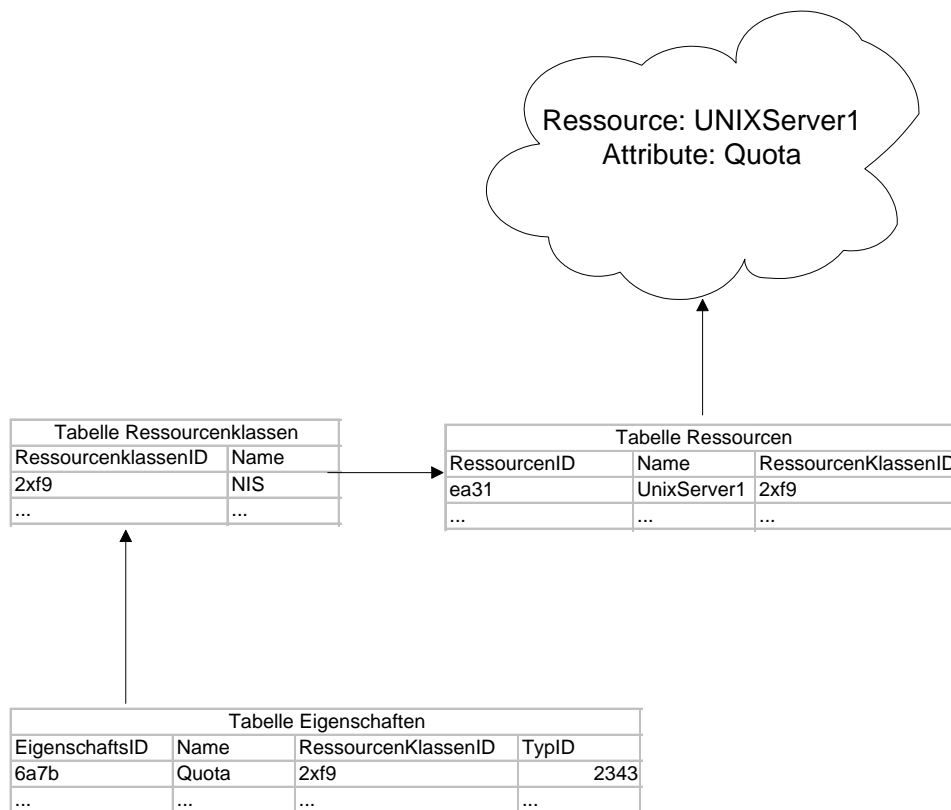 Ressource: UNIXServer1
Attribute: Quota
Tabelle Ressourcenklassen
RessourcenklassenID Name
2xf9 NIS
... ...
Tabelle Ressourcen
RessourcenID Name RessourcenKlassenID
ea31 UnixServer1 2xf9
... ... ...
Tabelle Eigenschaften
EigenschaftsID Name RessourcenKlassenID TypID
6a7b Quota 2xf9 2343
... ... ... ...